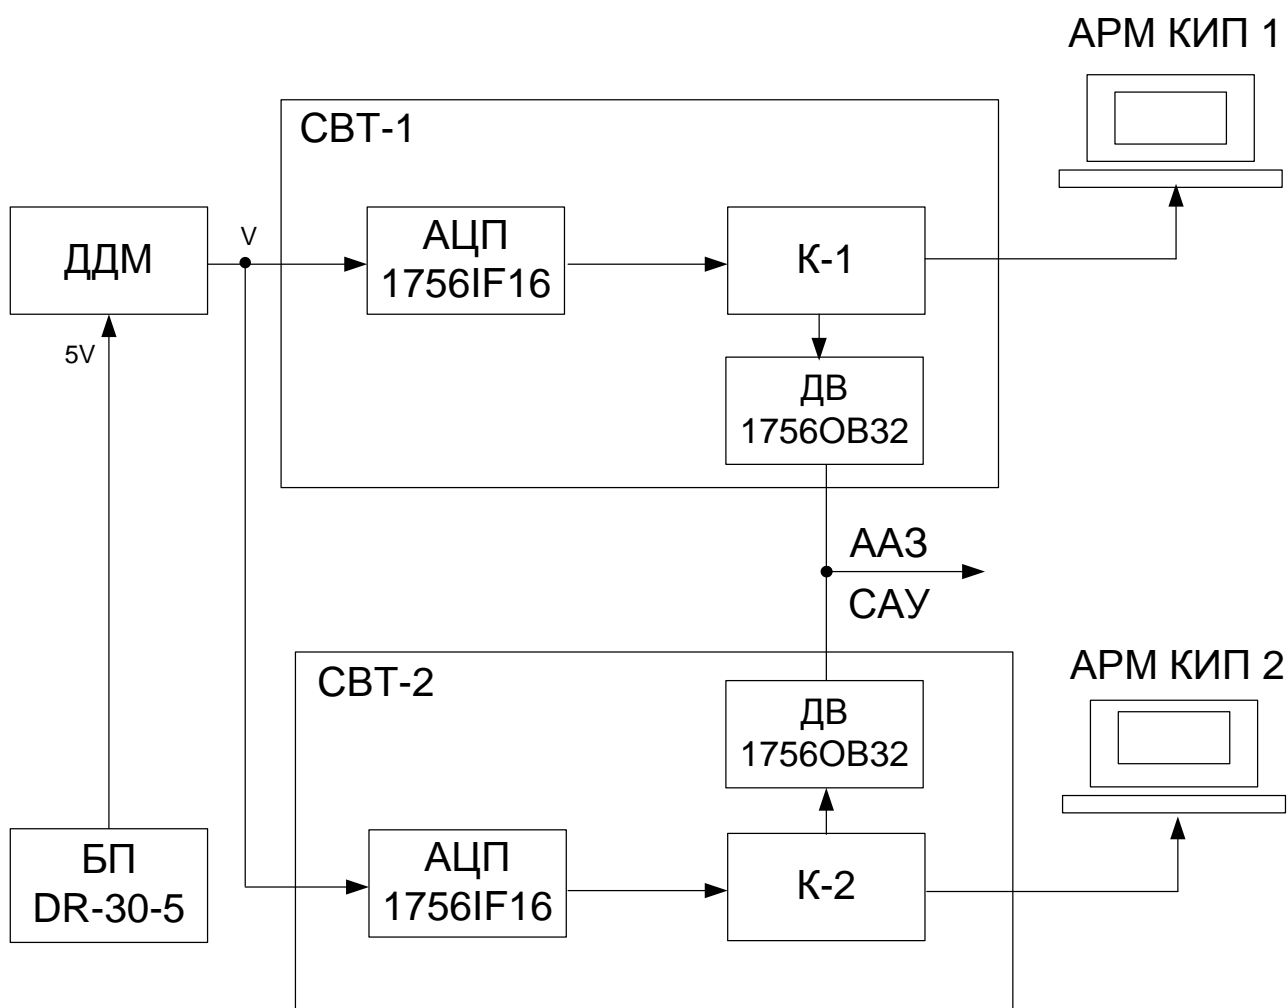 АРМ КИП 1
СВТ-1
ДДМ
V
АЦП
1756IF16
К-1
5V
ДВ
1756OB32
ААЗ
САУ
СВТ-2
АРМ КИП 2
ДВ
1756OB32
БП
DR-30-5
АЦП
1756IF16
К-2